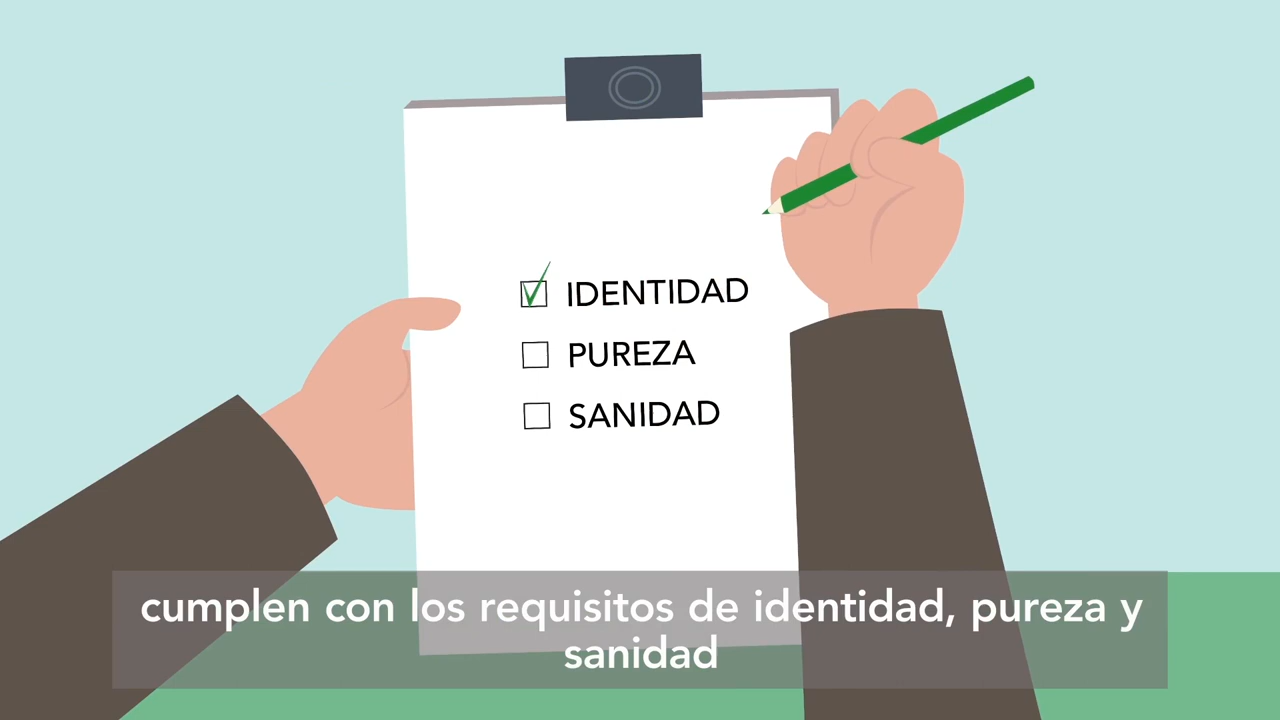 IDENTIDAD
PUREZA
SANIDAD
cumplen con los requisitos de identidad, pureza y
sanidad